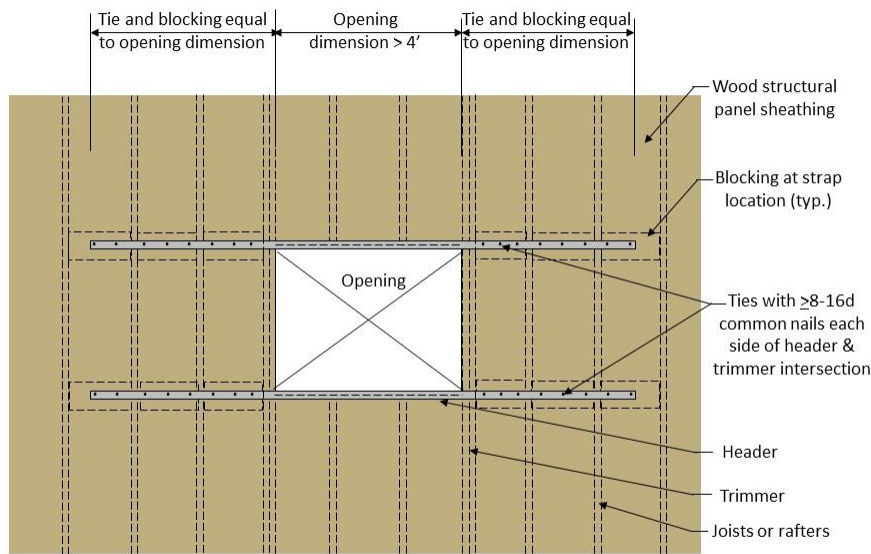 Tie and blocking equal
to opening dimension
Opening
dimension > 4’
Tie and blocking equal
to opening dimension
Wood structural
panel sheathing
Blocking at strap
location (typ.)
Opening
Ties with >8-16d
common nails each
side of header &
trimmer intersection
Header
Trimmer
Joists or rafters